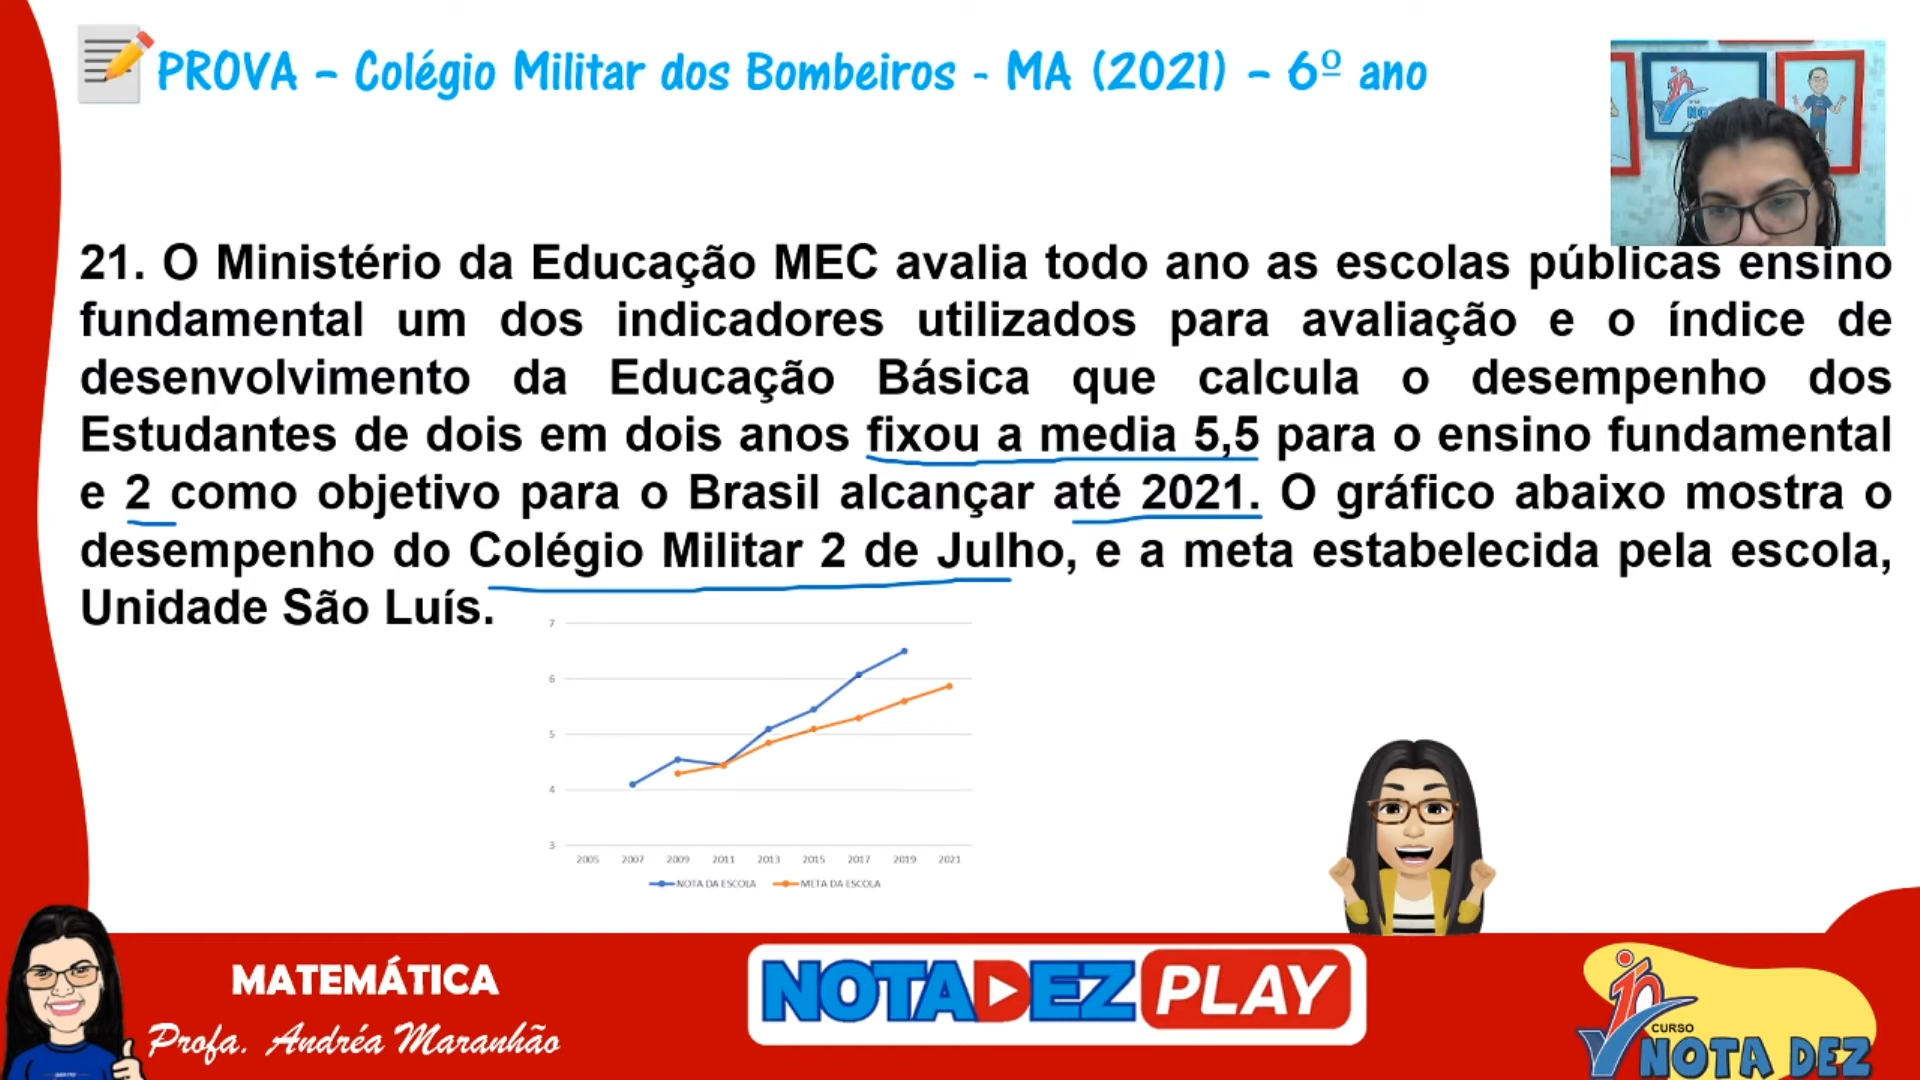 PROVA – Colégio Militar dos Bombeiros - MA (2021) – 6º ano
21. O Ministério da Educação MEC avalia todo ano as escolas públicas ensino
fundamental um dos indicadores utilizados para avaliação e o índice de
desenvolvimento da Educação Básica que calcula o desempenho dos
Estudantes de dois em dois anos fixou a media 5,5 para o ensino fundamental
e 2 como objetivo para o Brasil alcançar até 2021. O gráfico abaixo mostra o
desempenho do Colégio Militar 2 de Julho, e a meta estabelecida pela escola,
Unidade São Luís.
7
6
5
4
3
2005 2007 2009 2011 2013 2015 2017 2019 2021
NOTA DA ESCOLA META DA ESCOLA
MATEMÁTICA
Profa. Andréa Maranhão
NOTADEZ PLAY
CURSO
NOTA DEZ